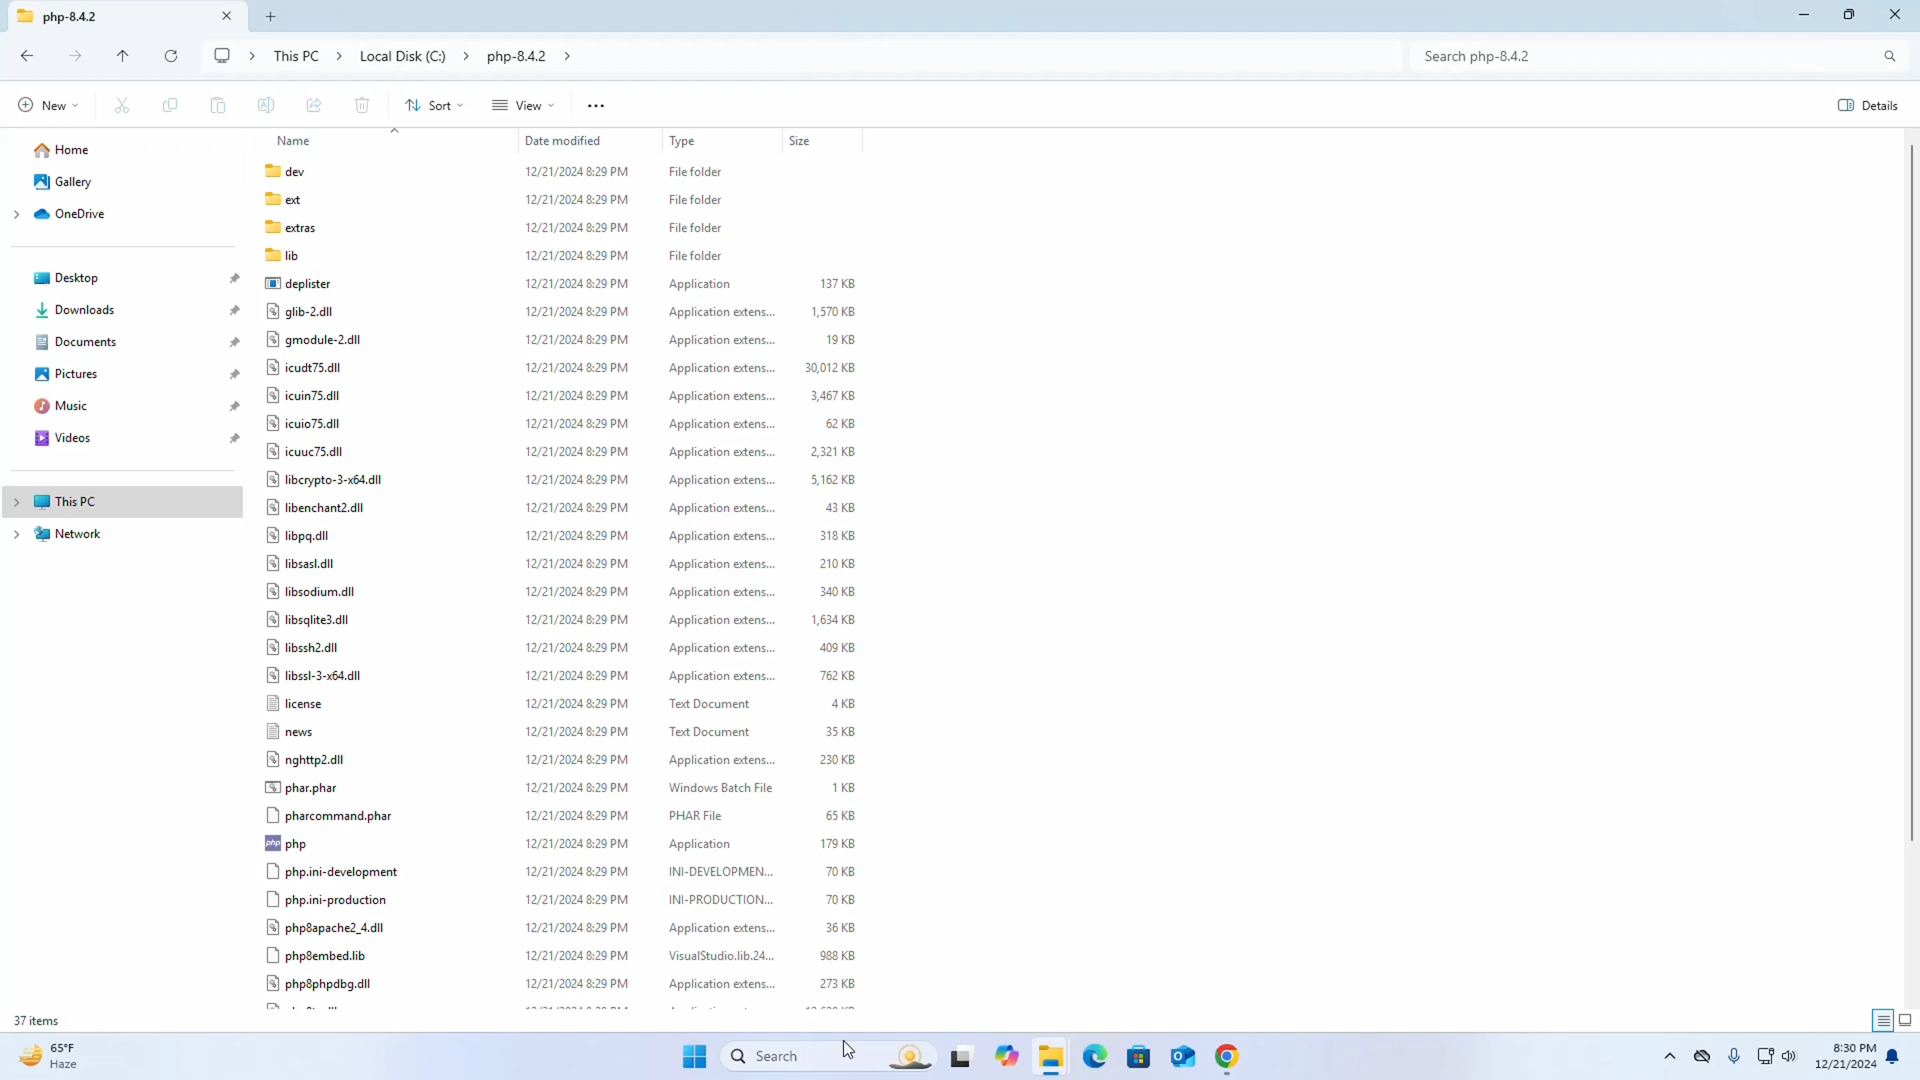 php-8.4.2
This PC > Local Disk (C:) > php-8.4.2 >
Search php-8.4.2
New
Sort
View
Details
Name Date modified Type Size
Home
Gallery
OneDrive
Desktop
Downloads
Documents
Pictures
Music
Videos
This PC
Network
dev 12/21/2024 8:29 PM File folder
ext 12/21/2024 8:29 PM File folder
extras 12/21/2024 8:29 PM File folder
lib 12/21/2024 8:29 PM File folder
deplister 12/21/2024 8:29 PM Application 137 KB
glib-2.dll 12/21/2024 8:29 PM Application extens... 1,570 KB
gmodule-2.dll 12/21/2024 8:29 PM Application extens... 19 KB
icudt75.dll 12/21/2024 8:29 PM Application extens... 30,012 KB
icuin75.dll 12/21/2024 8:29 PM Application extens... 3,467 KB
icuio75.dll 12/21/2024 8:29 PM Application extens... 62 KB
icuuc75.dll 12/21/2024 8:29 PM Application extens... 2,321 KB
libcrypto-3-x64.dll 12/21/2024 8:29 PM Application extens... 5,162 KB
libenchant2.dll 12/21/2024 8:29 PM Application extens... 43 KB
libpq.dll 12/21/2024 8:29 PM Application extens... 318 KB
libsasl.dll 12/21/2024 8:29 PM Application extens... 210 KB
libsodium.dll 12/21/2024 8:29 PM Application extens... 340 KB
libsqlite3.dll 12/21/2024 8:29 PM Application extens... 1,634 KB
libssh2.dll 12/21/2024 8:29 PM Application extens... 409 KB
libssl-3-x64.dll 12/21/2024 8:29 PM Application extens... 762 KB
license 12/21/2024 8:29 PM Text Document 4 KB
news 12/21/2024 8:29 PM Text Document 35 KB
nghttp2.dll 12/21/2024 8:29 PM Application extens... 230 KB
phar.phar 12/21/2024 8:29 PM Windows Batch File 1 KB
pharcommand.phar 12/21/2024 8:29 PM PHAR File 65 KB
php php 12/21/2024 8:29 PM Application 179 KB
php.ini-development 12/21/2024 8:29 PM INI-DEVELOPMEN... 70 KB
php.ini-production 12/21/2024 8:29 PM INI-PRODUCTION... 70 KB
php8apache2_4.dll 12/21/2024 8:29 PM Application extens... 36 KB
php8embed.lib 12/21/2024 8:29 PM VisualStudio.lib.24... 988 KB
php8phpdbg.dll 12/21/2024 8:29 PM Application extens... 273 KB
37 items
65°F
Haze
Search
8:30 PM
12/21/2024